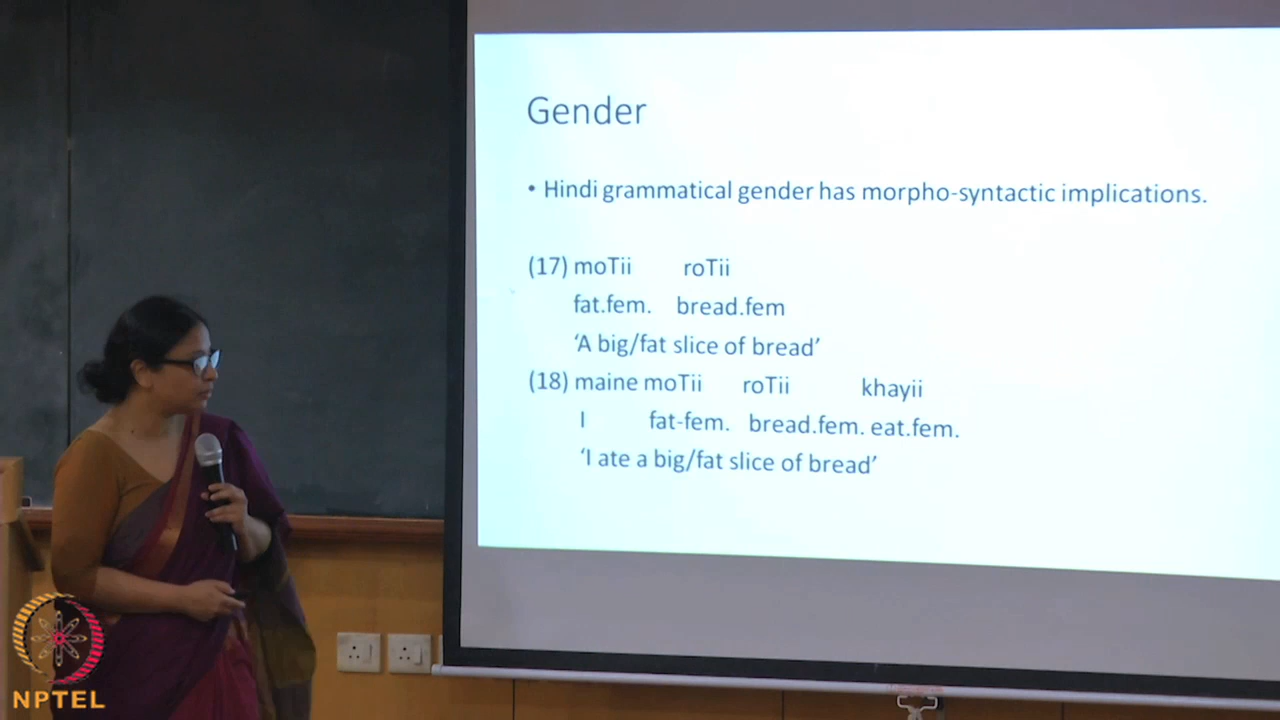 Gender
• Hindi grammatical gender has morpho-syntactic implications.
(17) moTii roTii
fat.fem. bread.fem
‘A big/fat slice of bread’
(18) maine moTii roTii khayii
I fat-fem. bread.fem. eat.fem.
‘I ate a big/fat slice of bread’
NPTEL